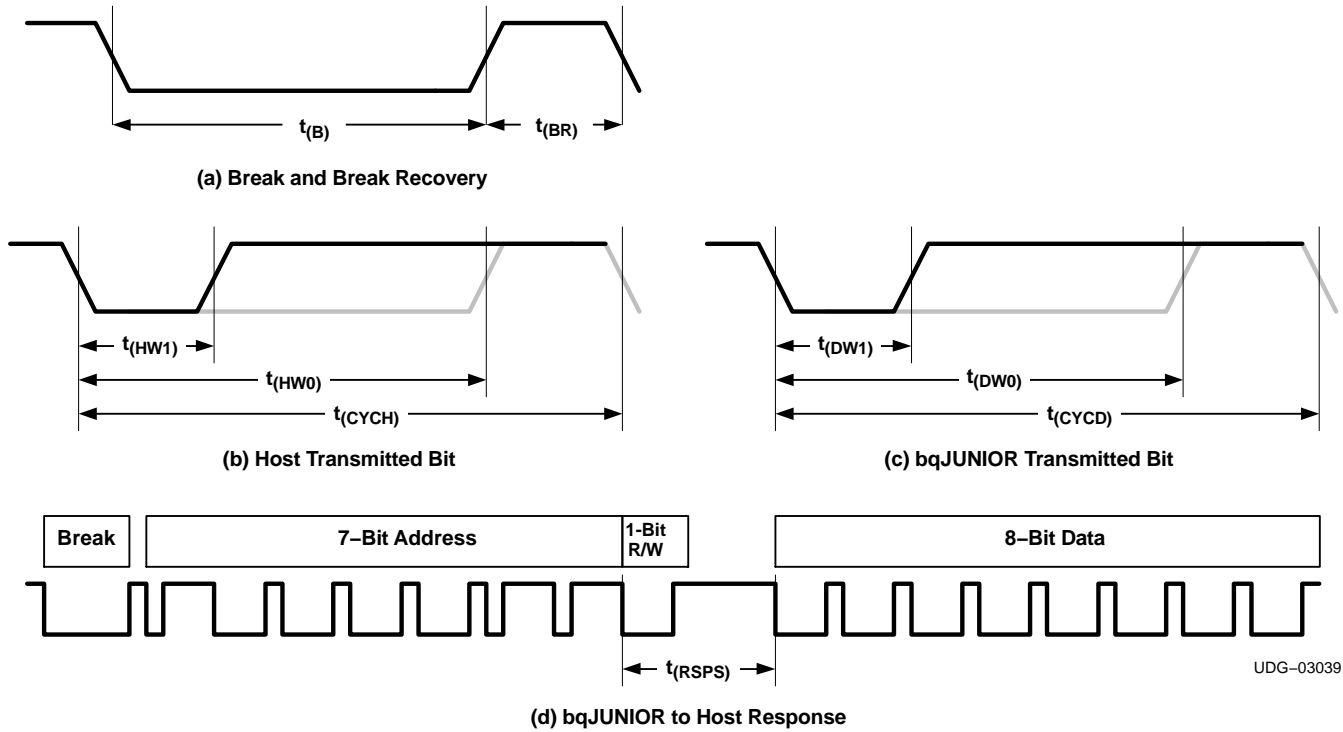 t(B)
t(BR)
(a) Break and Break Recovery
t(HW1)
t(HW0)
t(CYCH)
(b) Host Transmitted Bit
t(DW1)
t(DW0)
t(CYCD)
(c) bqJUNIOR Transmitted Bit
Break
7−Bit Address
1-Bit
R/W
8−Bit Data
t(RSPS)
UDG−03039
(d) bqJUNIOR to Host Response